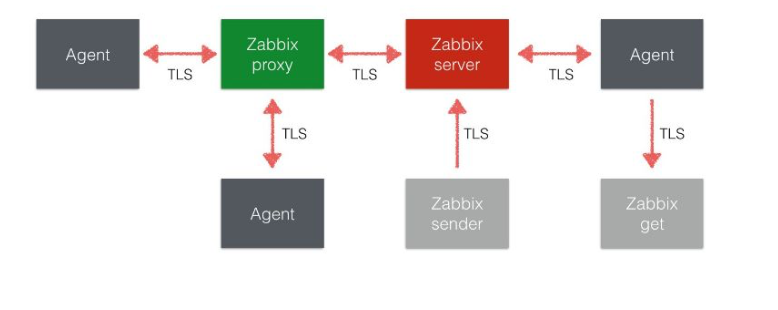 Agent
TLS
Zabbix
proxy
TLS
Zabbix
server
TLS
Agent
TLS
TLS
TLS
Agent
Zabbix
sender
Zabbix
get